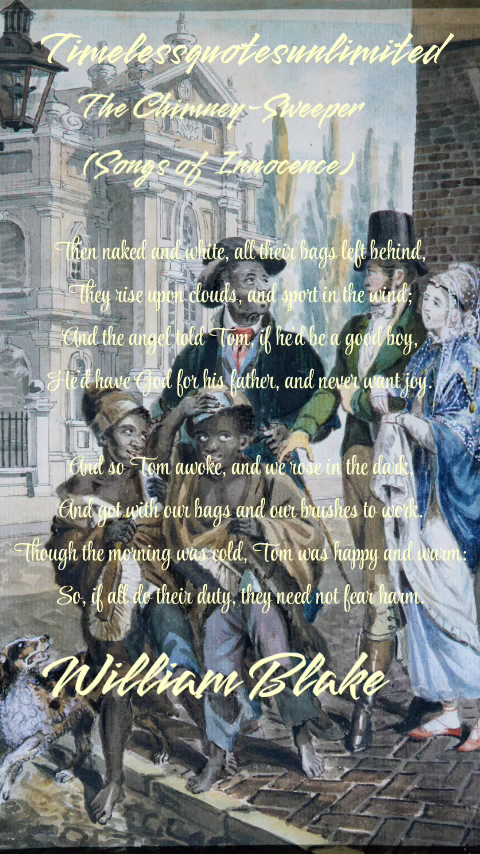 Timelessquotesunlimited
The Chimney-Sweeper
(Songs of Innocence)
Then naked and white, all their bags left behind,
They rise upon clouds, and sport in the wind;
And the angel told Tom, if he'd be a good boy,
He'd have God for his father, and never want joy.
And so Tom awoke, and we rose in the dark,
And got with our bags and our brushes to work.
Though the morning was cold, Tom was happy and warm:
So, if all do their duty, they need not fear harm.
William Blake